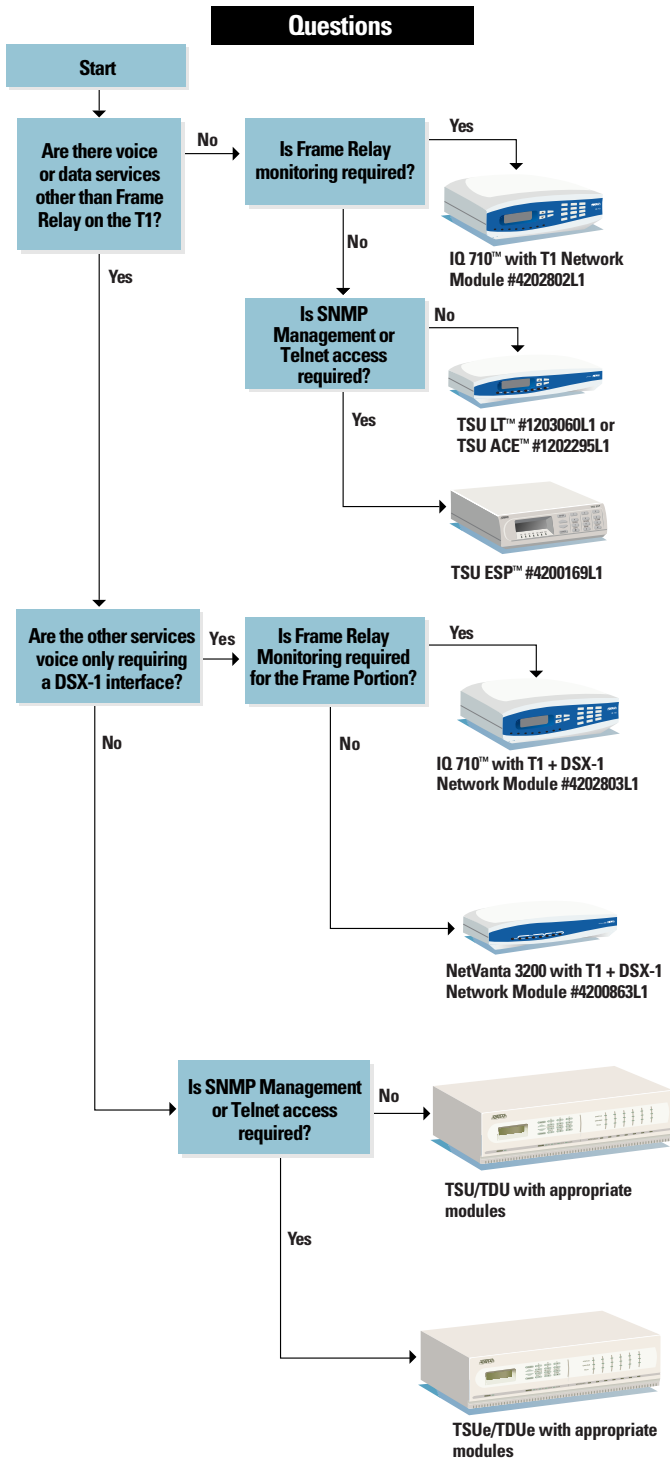 Questions
Start
Are there voice
or data services
other than Frame
Relay on the T1?
No
Is Frame Relay
monitoring required?
Yes
IQ 710™ with T1 Network
Module #4202802L1
No
Yes
Is SNMP
Management or
Telnet access
required?
No
TSU LT™ #1203060L1 or
TSU ACE™ #1202295L1
Yes
TSU ESP™ #4200169L1
Are the other services
voice only requiring
a DSX-1 interface?
Yes
Is Frame Relay
Monitoring required
for the Frame Portion?
Yes
IQ 710™ with T1 + DSX-1
Network Module #4202803L1
No
No
NetVanta 3200 with T1 + DSX-1
Network Module #4200863L1
Is SNMP Management
or Telnet access
required?
No
TSU/TDU with appropriate
modules
Yes
TSUe/TDUe with appropriate
modules